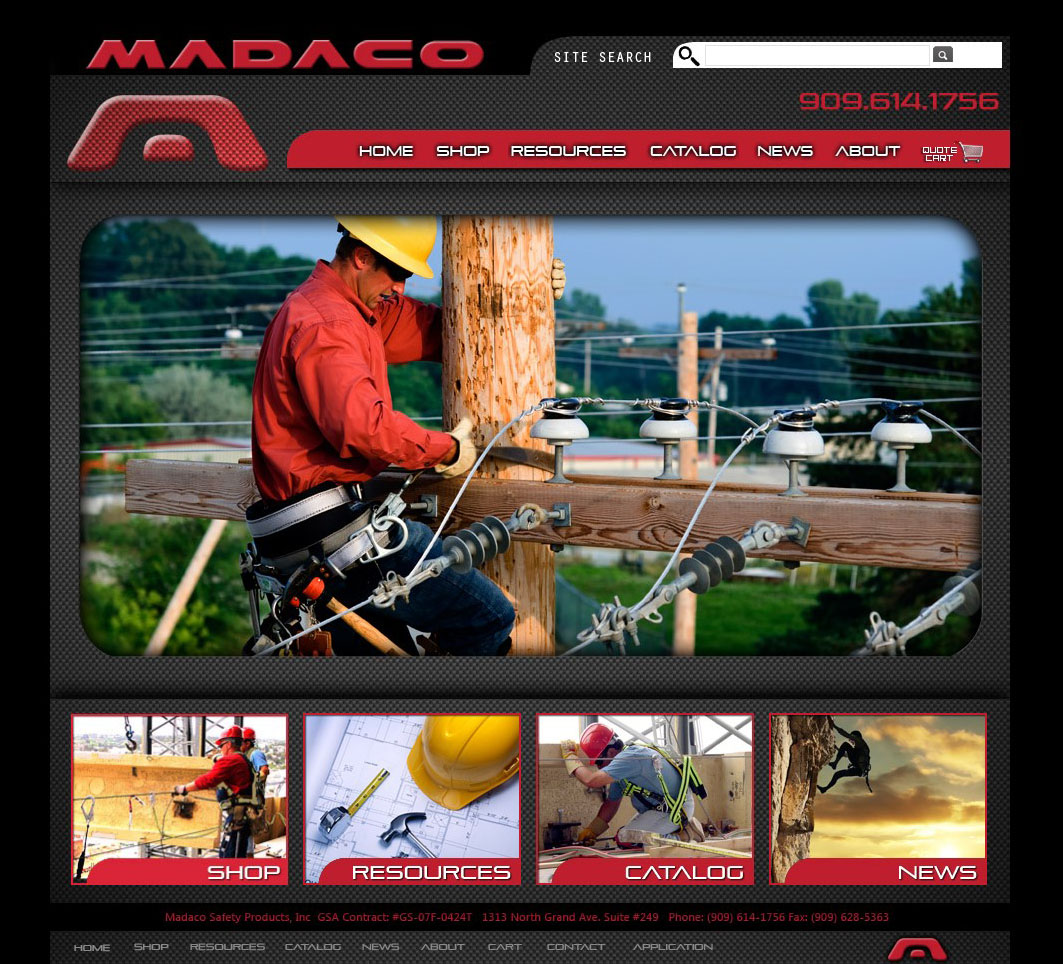 MADACO
SITE SEARCH
909.614.1756
HOME SHOP RESOURCES CATALOG NEWS ABOUT QUOTE CART
SHOP RESOURCES CATALOG NEWS
Madaco Safety Products, Inc GSA Contract: #GS-07F-0424T 1313 North Grand Ave. Suite #249 Phone: (909) 614-1756 Fax: (909) 628-5363
HOME SHOP RESOURCES CATALOG NEWS ABOUT CART CONTACT APPLICATION